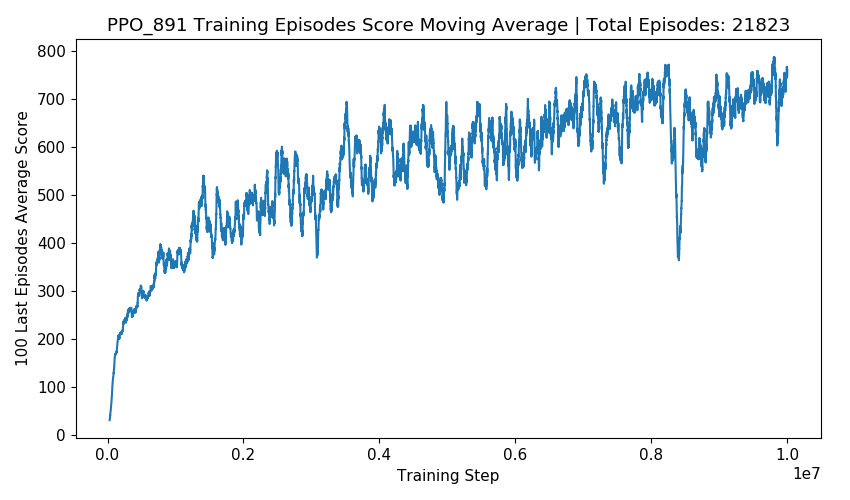 PPO_891 Training Episodes Score Moving Average | Total Episodes: 21823
800
700
600
500
400
300
200
100
0
100 Last Episodes Average Score
0.0 0.2 0.4 0.6 0.8 1.0
1e7
Training Step